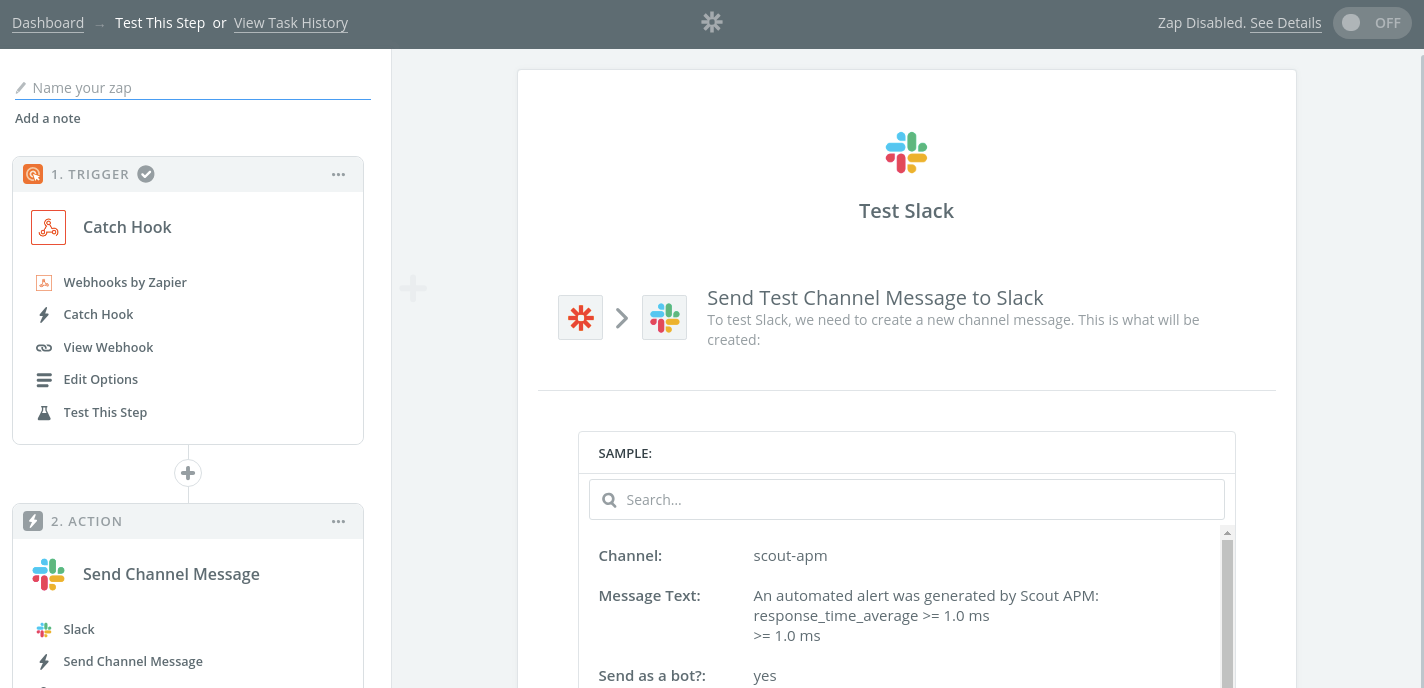 Dashboard → Test This Step or View Task History
Zap Disabled. See Details OFF
Name your zap
Add a note
1. TRIGGER
Catch Hook
Webhooks by Zapier
Catch Hook
View Webhook
Edit Options
Test This Step
2. ACTION
Send Channel Message
Slack
Send Channel Message
Test Slack
Send Test Channel Message to Slack
To test Slack, we need to create a new channel message. This is what will be
created:
SAMPLE:
Search...
Channel: scout-apm
Message Text: An automated alert was generated by Scout APM:
response_time_average >= 1.0 ms
>= 1.0 ms
Send as a bot?: yes